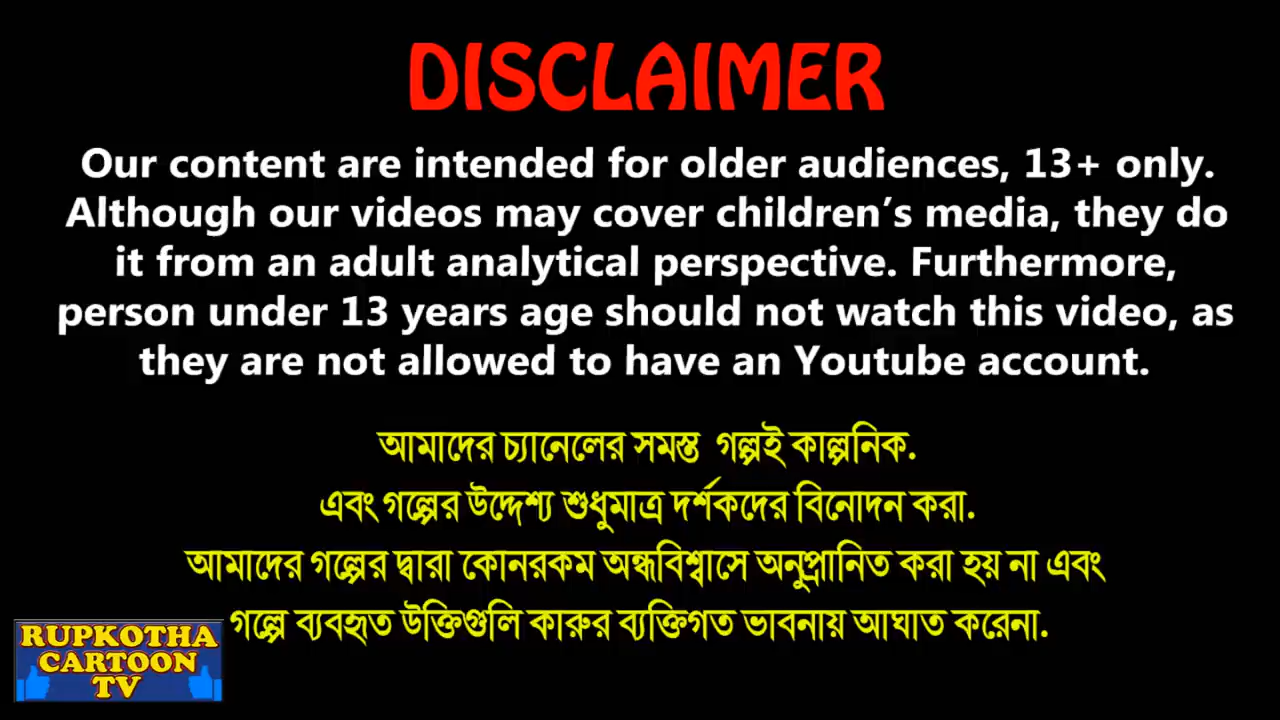 DISCLAIMER
Our content are intended for older audiences, 13+ only.
Although our videos may cover children's media, they do
it from an adult analytical perspective. Furthermore,
person under 13 years age should not watch this video, as
they are not allowed to have an Youtube account.
আমাদের চ্যানেলের সমস্ত গল্পই কাল্পনিক.
এবং গল্পের উদ্দেশ্য শুধুমাত্র দর্শকদের বিনোদন করা.
আমাদের গল্পের দ্বারা কোনরকম অন্ধবিশ্বাসে অনুপ্রানিত করা হয় না এবং
গল্পে ব্যবহৃত উক্তিগুলি কারুর ব্যক্তিগত ভাবনায় আঘাত করেনা.
RUPKOTHA
CARTOON
TV